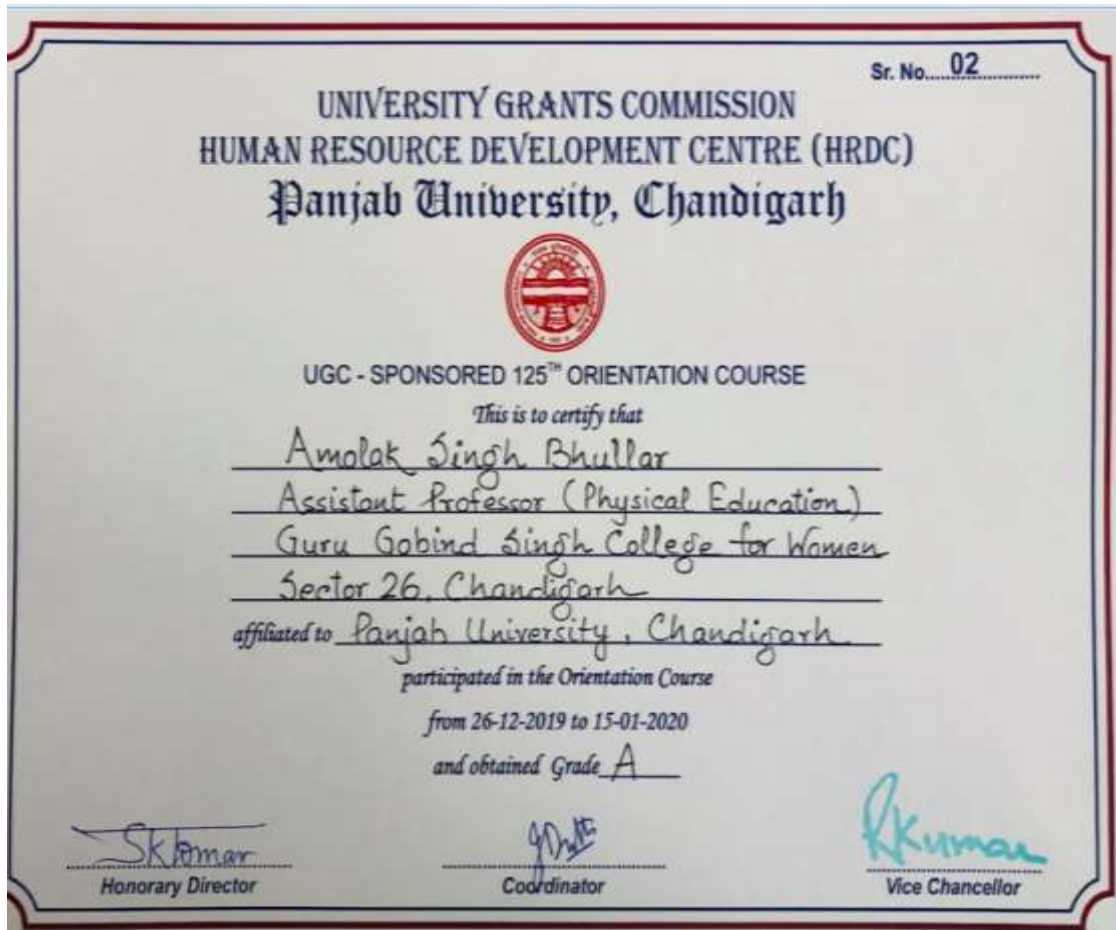 Sr. No.....02............
UNIVERSITY GRANTS COMMISSION
HUMAN RESOURCE DEVELOPMENT CENTRE (HRDC)
Panjab University, Chandigarh
UGC - SPONSORED 125TH ORIENTATION COURSE
This is to certify that
Amolak Singh Bhullar
Assistant Professor (Physical Education)
Guru Gobind Singh College for Women
Sector 26, Chandigarh
affiliated to Panjab University, Chandigarh
participated in the Orientation Course
from 26-12-2019 to 15-01-2020
and obtained Grade A
SKTomar
RKumar
Honorary Director
Coordinator
Vice Chancellor